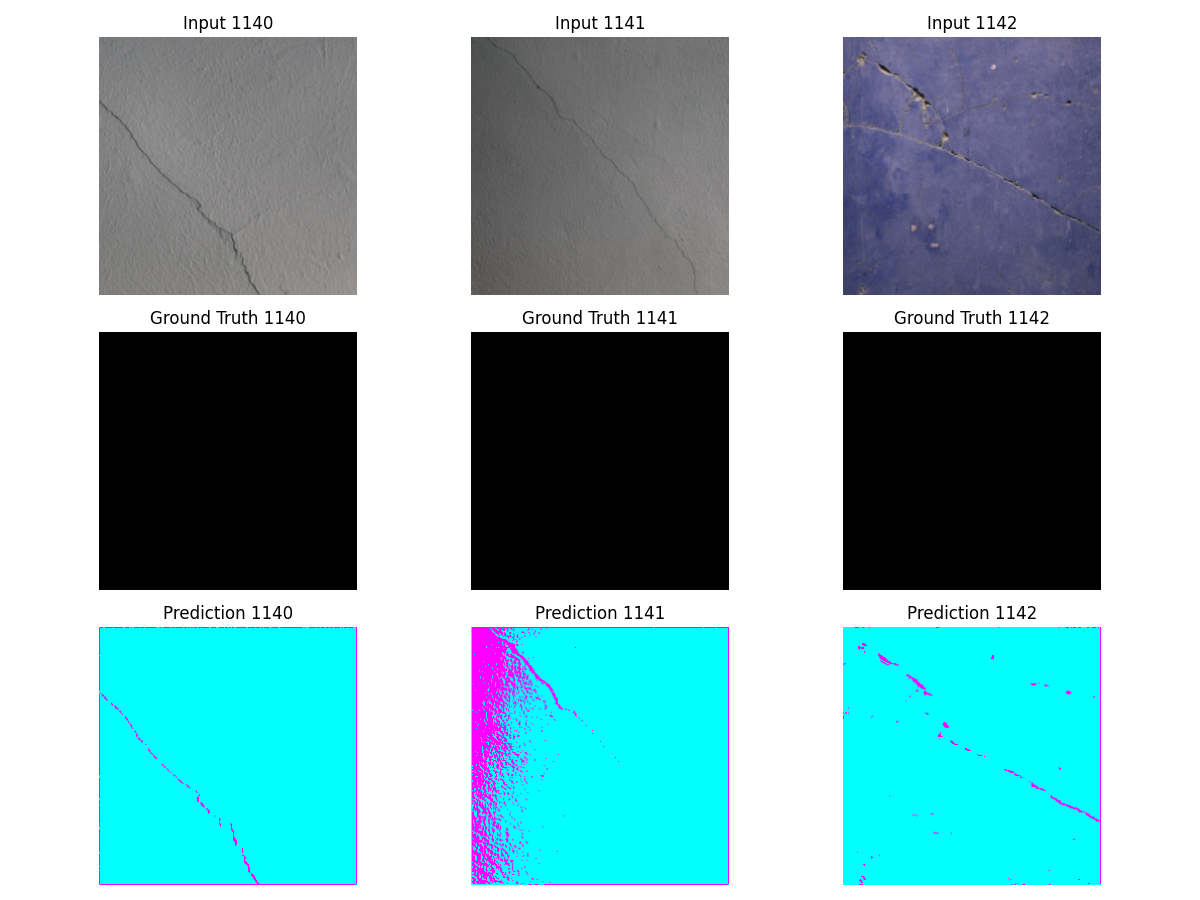 Input 1140
Input 1141
Input 1142
Ground Truth 1140
Ground Truth 1141
Ground Truth 1142
Prediction 1140
Prediction 1141
Prediction 1142